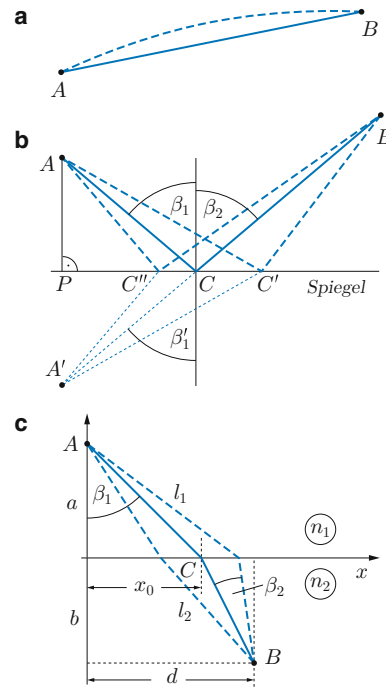 a
B
A
b
B
A
β₁ β₂
P C″ C C′ Spiegel
A′
β₁′
c
A
β₁ l₁
a
n₁
C x
x₀ β₂ n₂
l₂
b
B
d